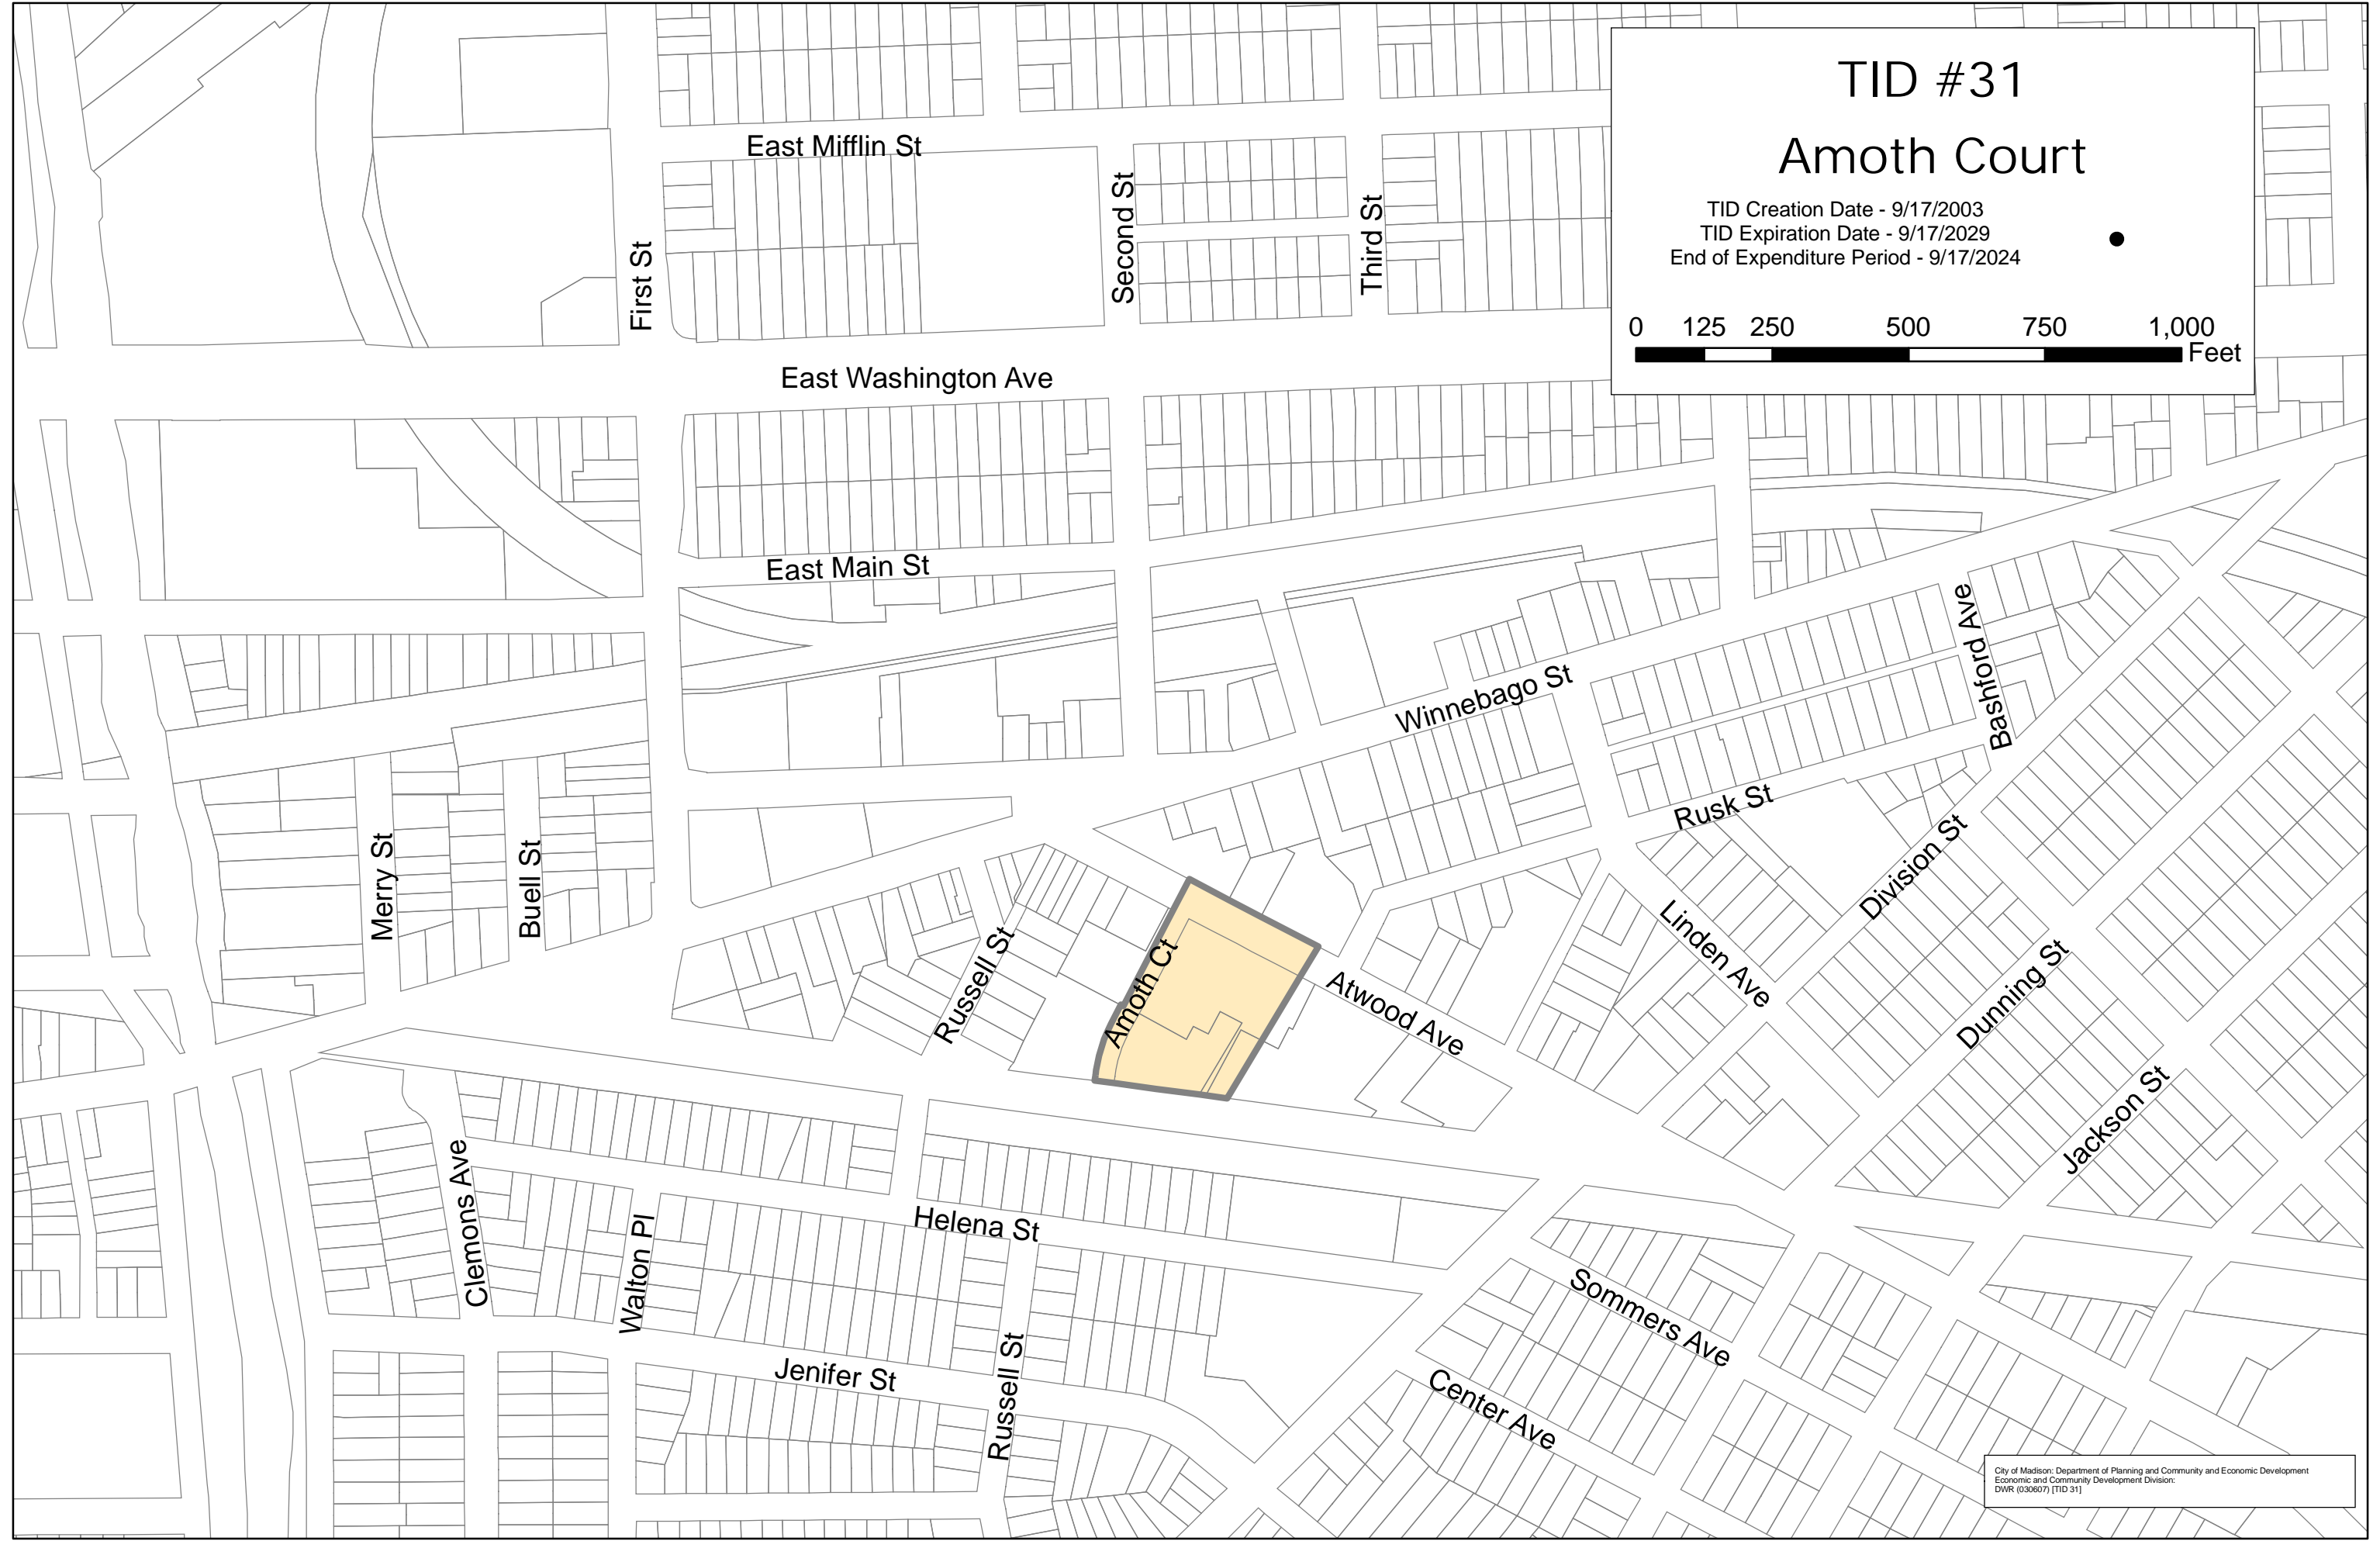 TID #31
Amoth Court
TID Creation Date - 9/17/2003
TID Expiration Date - 9/17/2029
End of Expenditure Period - 9/17/2024
0 125 250 500 750 1,000
Feet
East Mifflin St
First St
Second St
Third St
East Washington Ave
East Main St
Winnebago St
Bashford Ave
Rusk St
Merry St
Buell St
Division St
Russell St
Amoth Ct
Linden Ave
Atwood Ave
Dunning St
Jackson St
Clemons Ave
Walton Pl
Helena St
Sommers Ave
Jenifer St
Russell St
Center Ave
City of Madison: Department of Planning and Community and Economic Development
Economic and Community Development Division:
DWR (030607) [TID 31]